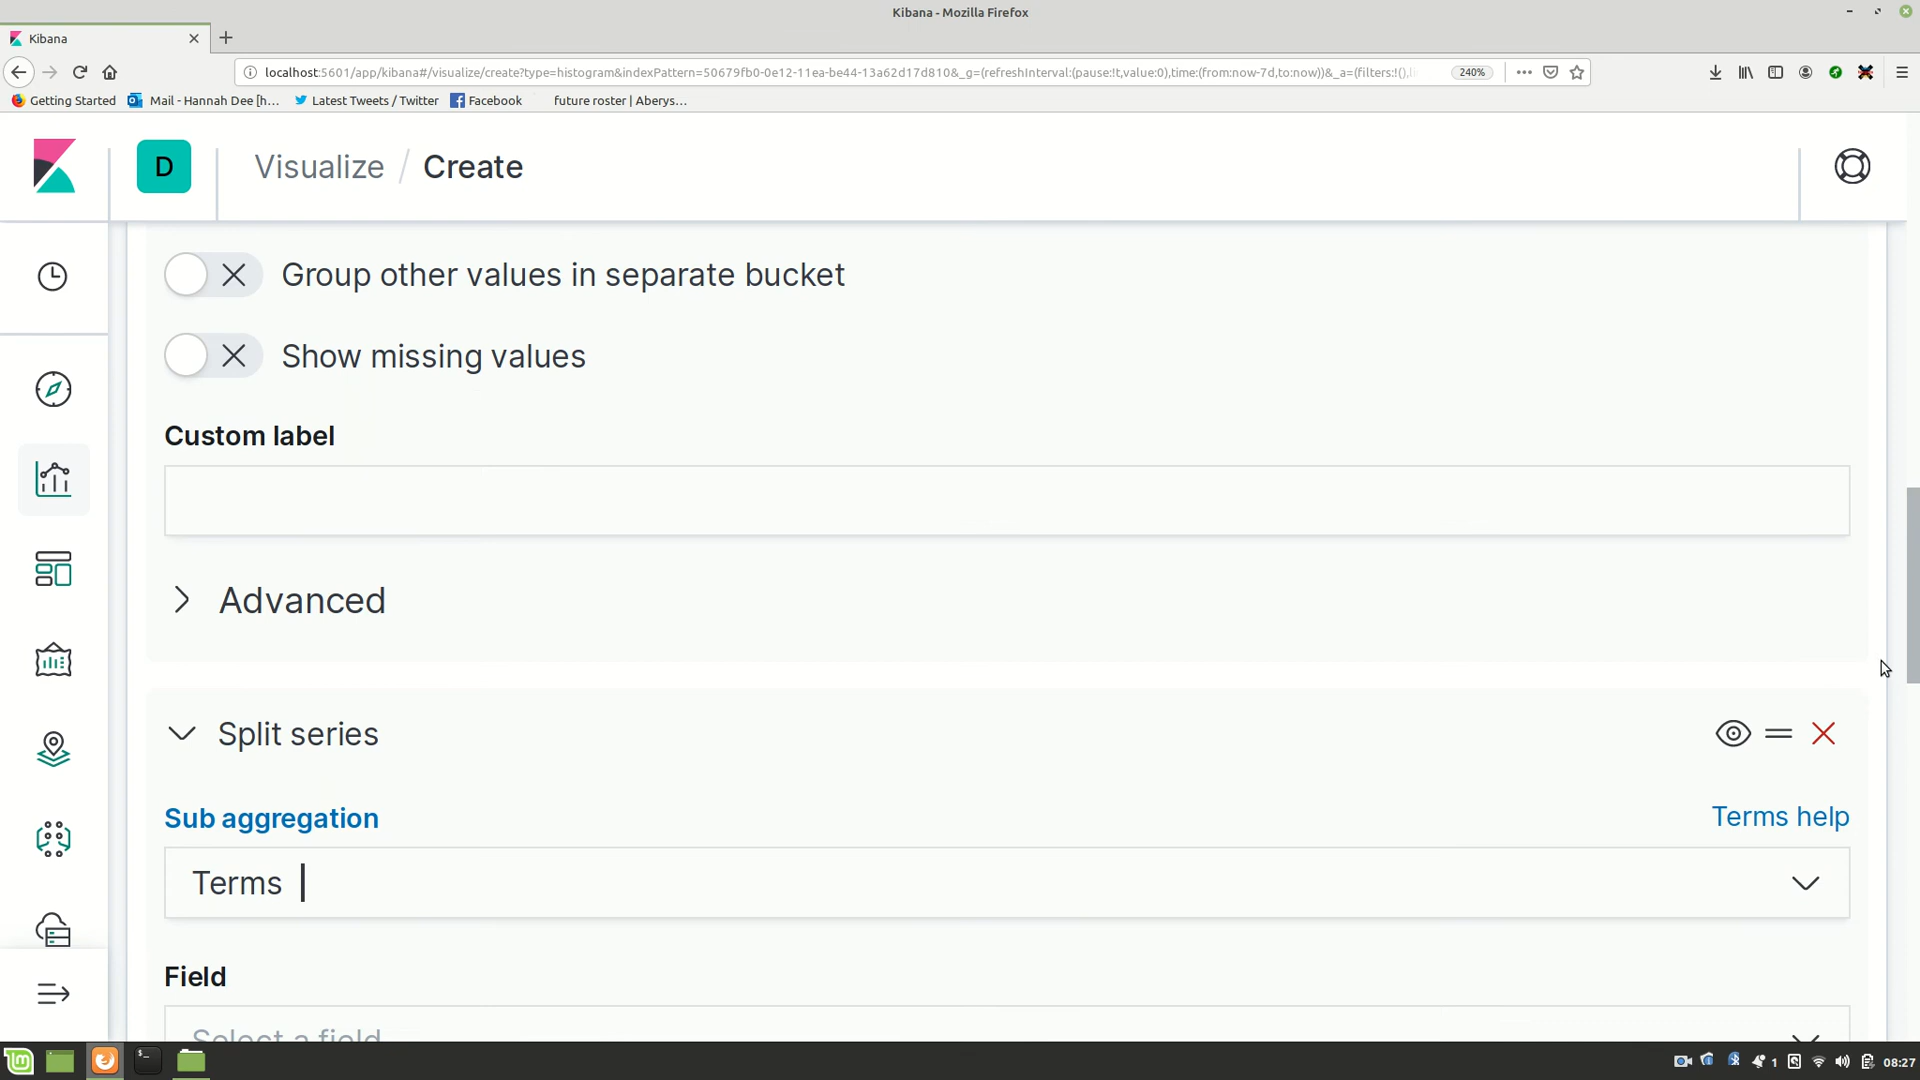 Kibana - Mozilla Firefox
Kibana
localhost:5601/app/kibana#/visualize/create?type=histogram&indexPattern=50679fb0-0e12-11ea-be44-13a62d17d810&_g=(refreshInterval:(pause:!t,value:0),time:(from:now-7d,to:now))&_a=(filters:!(),l
240%
Getting Started
Mail - Hannah Dee [h...
Latest Tweets / Twitter
Facebook
future roster | Aberys...
D
Visualize / Create
Group other values in separate bucket
Show missing values
Custom label
Advanced
Split series
Sub aggregation
Terms help
Terms
Field
Select a field
1
08:27